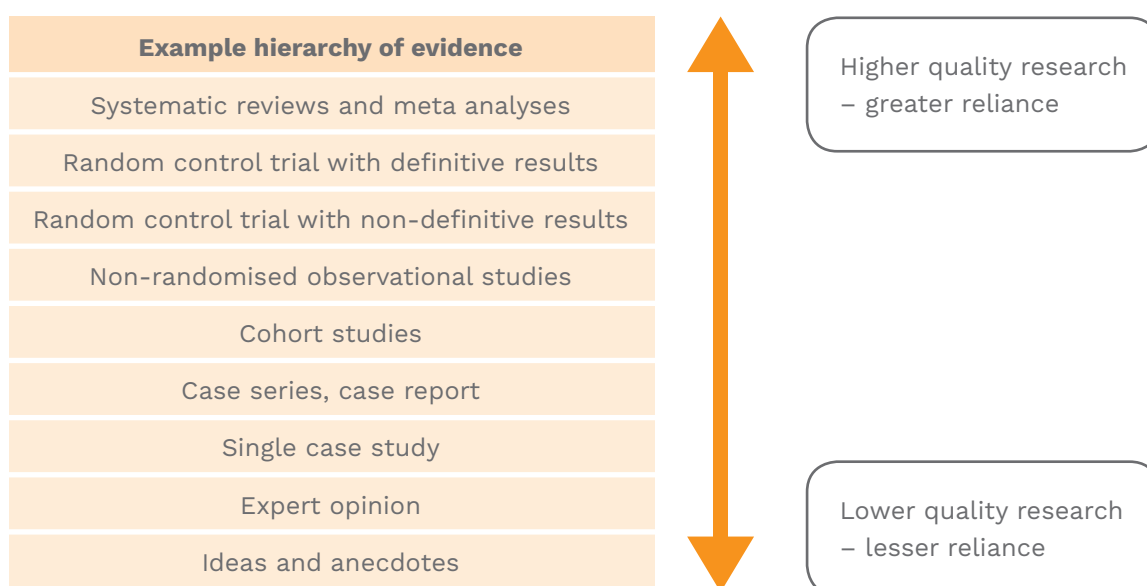 Example hierarchy of evidence
Systematic reviews and meta analyses
Random control trial with definitive results
Random control trial with non-definitive results
Non-randomised observational studies
Cohort studies
Case series, case report
Single case study
Expert opinion
Ideas and anecdotes
Higher quality research
– greater reliance
Lower quality research
– lesser reliance